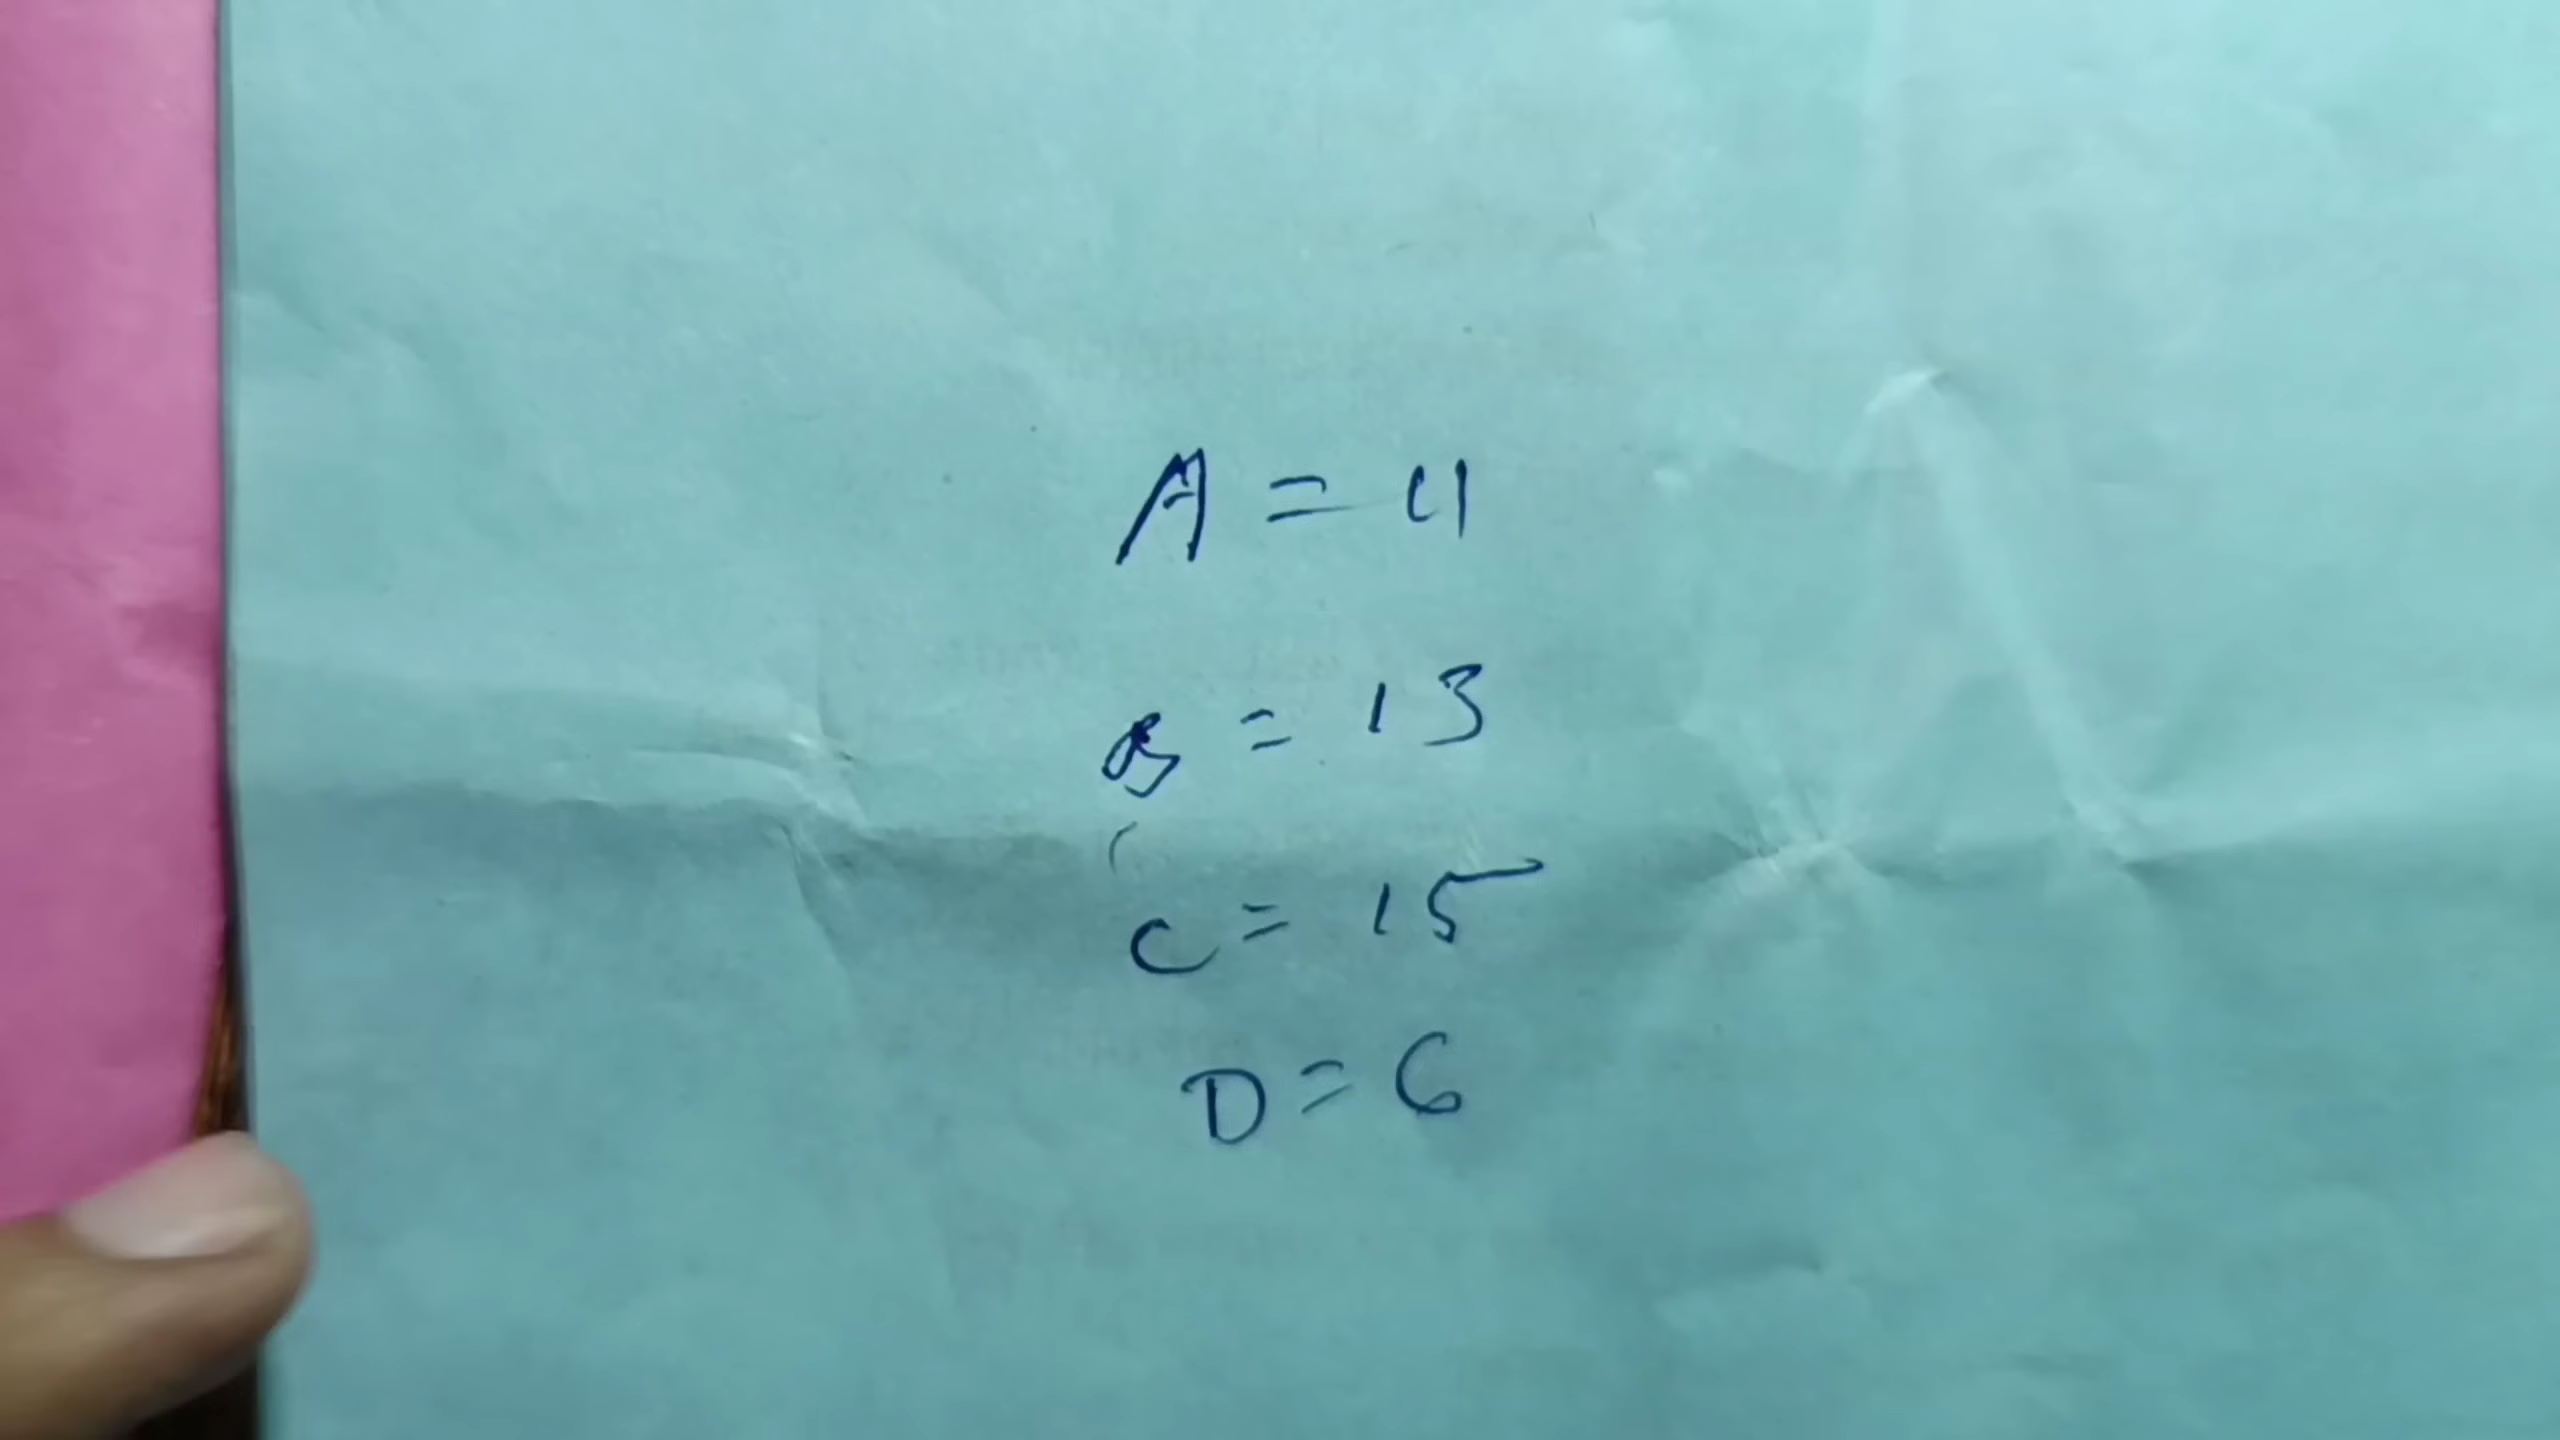 A = 4
B = 13
C = 15
D = 6